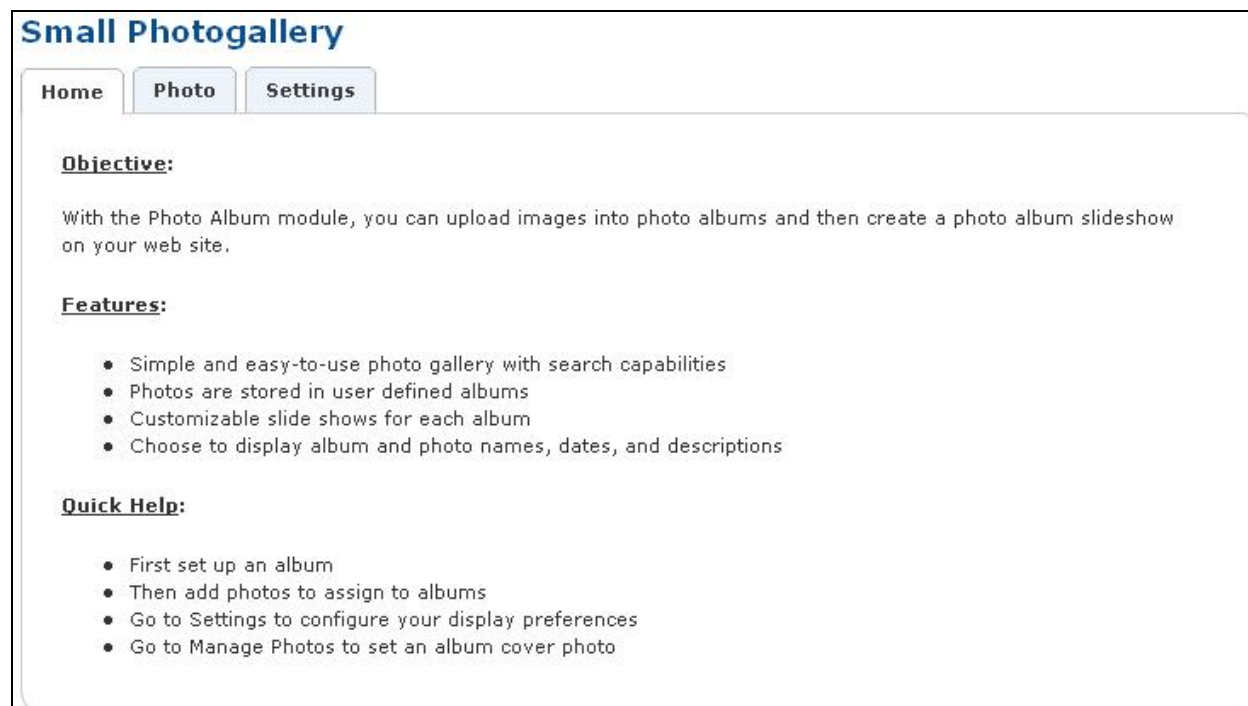 Small Photogallery
Home Photo Settings
Objective:
With the Photo Album module, you can upload images into photo albums and then create a photo album slideshow
on your web site.
Features:
● Simple and easy-to-use photo gallery with search capabilities
● Photos are stored in user defined albums
● Customizable slide shows for each album
● Choose to display album and photo names, dates, and descriptions
Quick Help:
● First set up an album
● Then add photos to assign to albums
● Go to Settings to configure your display preferences
● Go to Manage Photos to set an album cover photo